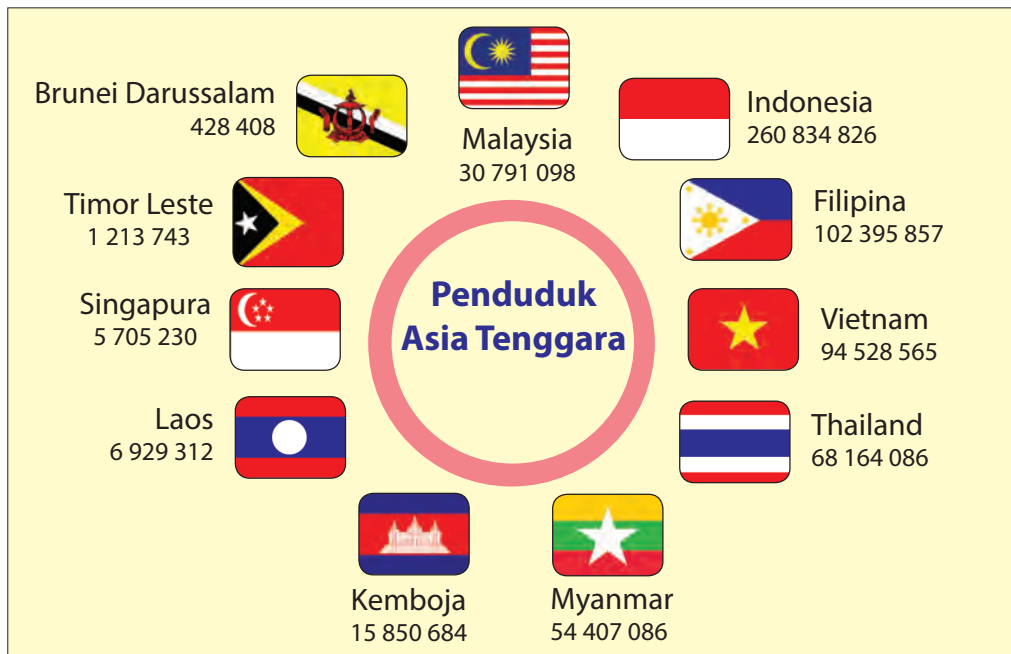 Brunei Darussalam
428 408
Malaysia
30 791 098
Indonesia
260 834 826
Timor Leste
1 213 743
Filipina
102 395 857
Penduduk
Asia Tenggara
Singapura
5 705 230
Vietnam
94 528 565
Laos
6 929 312
Thailand
68 164 086
Kemboja
15 850 684
Myanmar
54 407 086